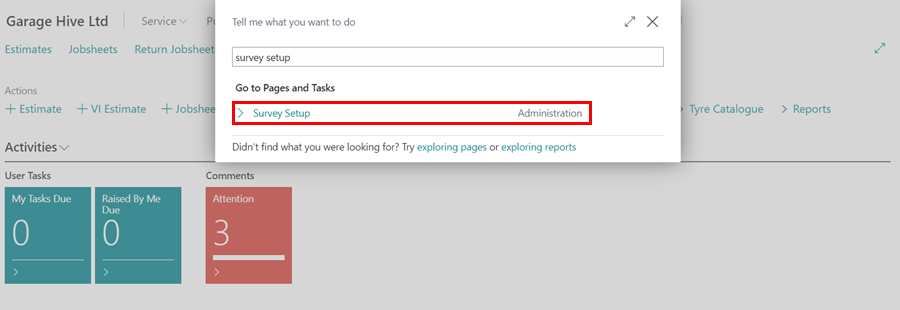 Garage Hive Ltd
Service
Tell me what you want to do
Estimates
Jobsheets
Return Jobsheets
survey setup
Go to Pages and Tasks
Actions
+ Estimate
+ VI Estimate
> Survey Setup
Administration
> Tyre Catalogue
> Reports
Didn't find what you were looking for? Try exploring pages or exploring reports
Activities
User Tasks
Comments
My Tasks Due
0
Raised By Me
Due
0
Attention
3